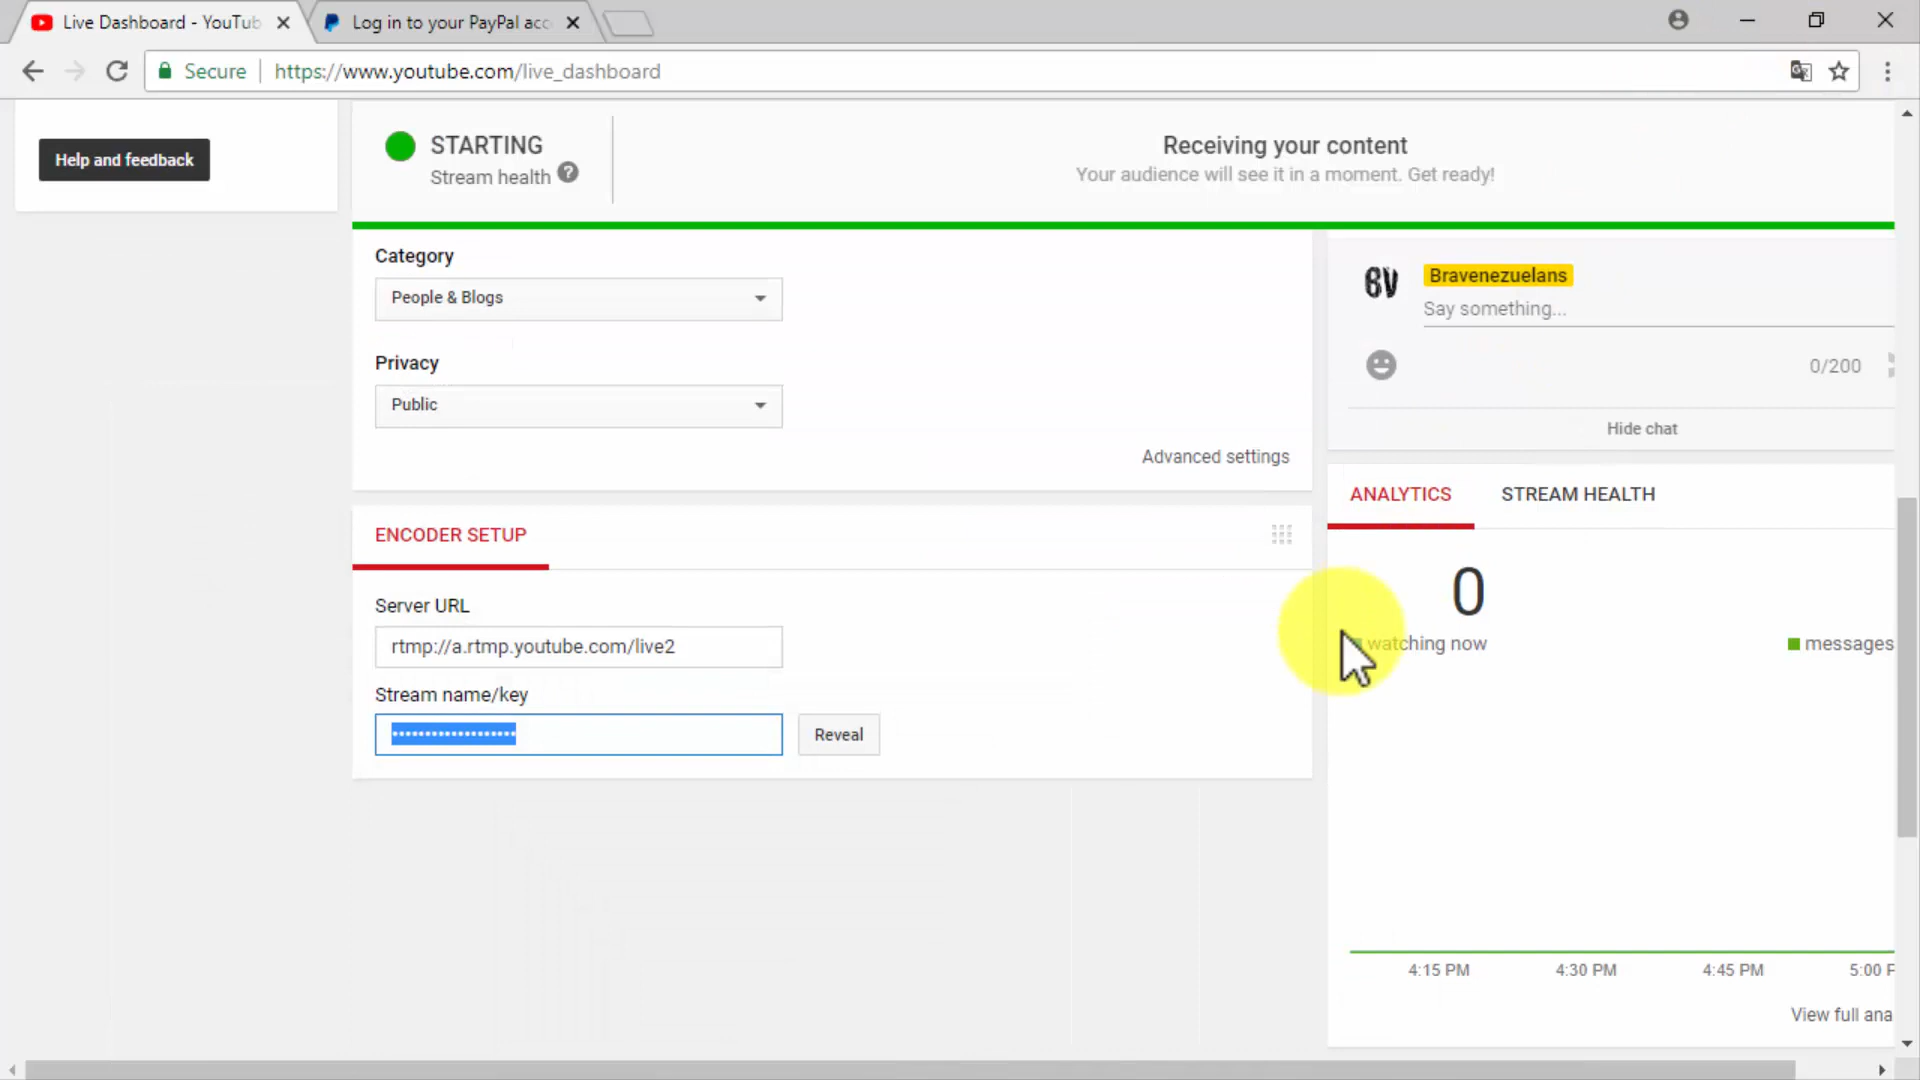 Live Dashboard - YouTub
Log in to your PayPal acc
Secure
https://www.youtube.com/live_dashboard
Help and feedback
STARTING
Stream health ?
Receiving your content
Your audience will see it in a moment. Get ready!
Category
People & Blogs
Privacy
Public
Advanced settings
ENCODER SETUP
Server URL
rtmp://a.rtmp.youtube.com/live2
Stream name/key
•••••••••••••••••••
Reveal
BV
Bravenezuelans
Say something...
0/200
Hide chat
ANALYTICS
STREAM HEALTH
0
watching now
messages
4:15 PM
4:30 PM
4:45 PM
5:00 P
View full ana